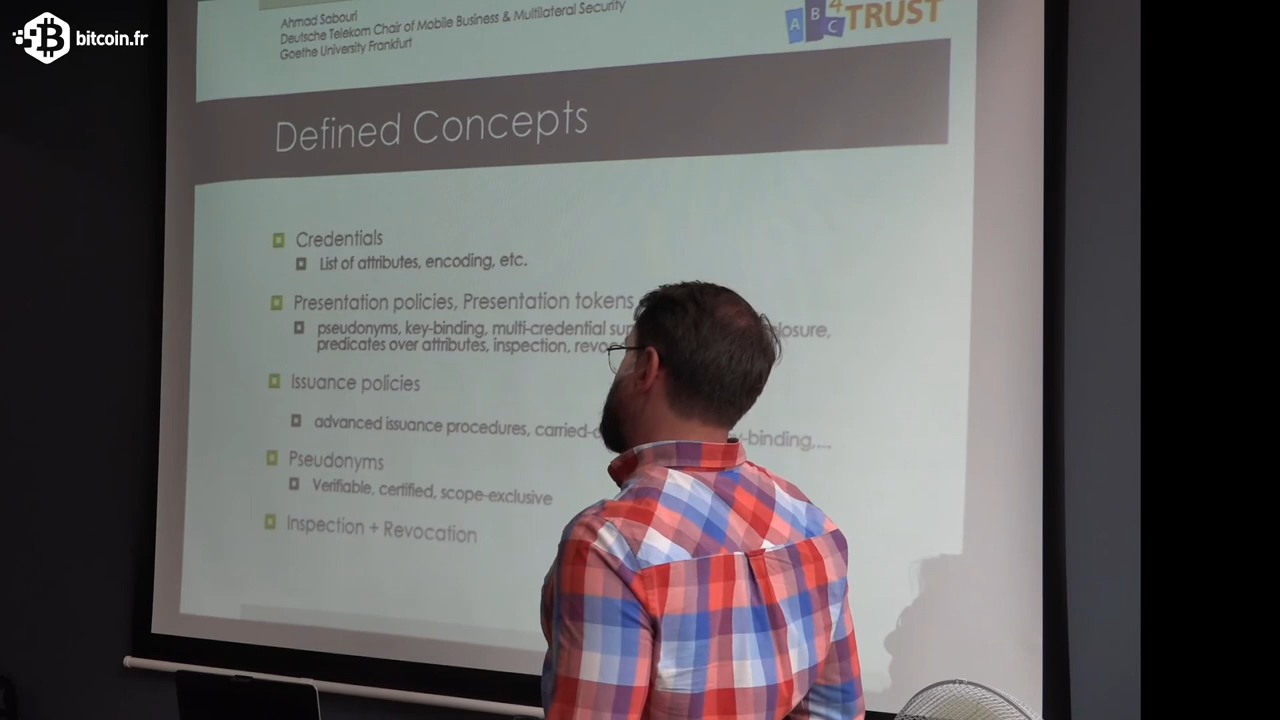 bitcoin.fr
Ahmad Sabouri
Deutsche Telekom Chair of Mobile Business & Multilateral Security
Goethe University Frankfurt
ABC 4 TRUST
Defined Concepts
Credentials
List of attributes, encoding, etc.
Presentation policies, Presentation tokens
pseudonyms, key-binding, multi-credential
predicates over attributes, inspection,
Issuance policies
advanced issuance procedures,
Pseudonyms
Verifiable, certified, scope-exclusive
Inspection + Revocation